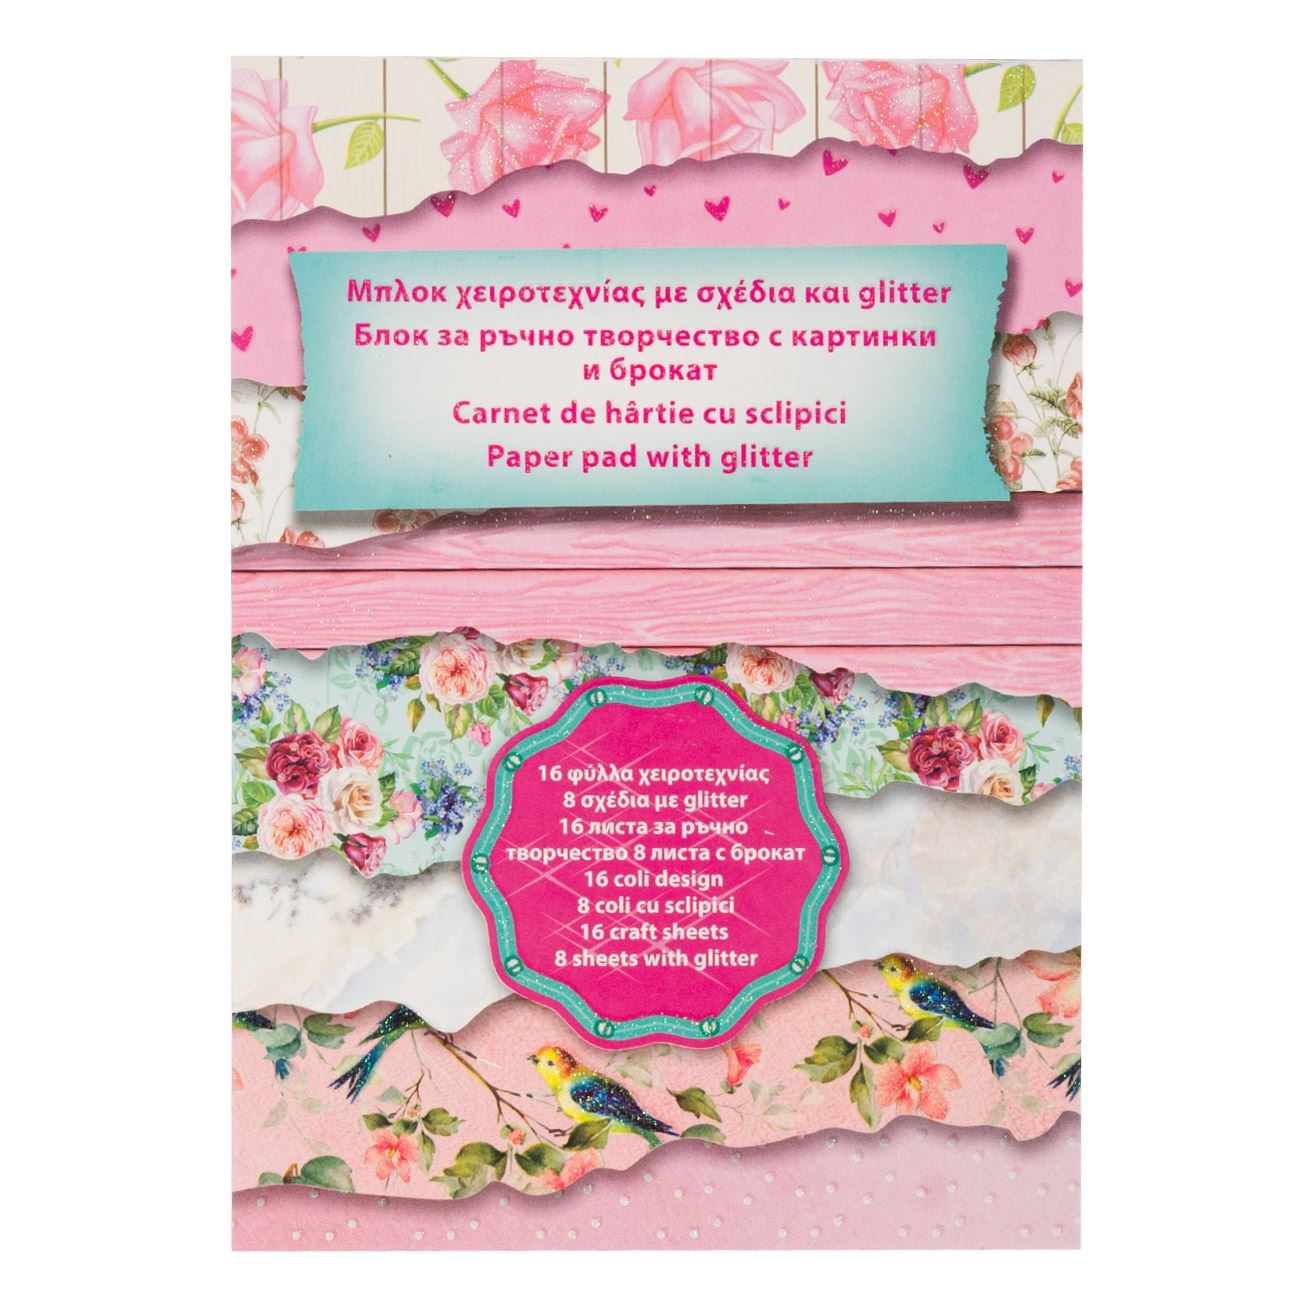 Μπλοκ χειροτεχνίας με σχέδια και glitter
Блок за ръчно творчество с картинки
и брокат
Carnet de hârtie cu sclipici
Paper pad with glitter
16 φύλλα χειροτεχνίας
8 σχέδια με glitter
16 листа за ръчно
творчество 8 листа с брокат
16 coli design
8 coli cu sclipici
16 craft sheets
8 sheets with glitter